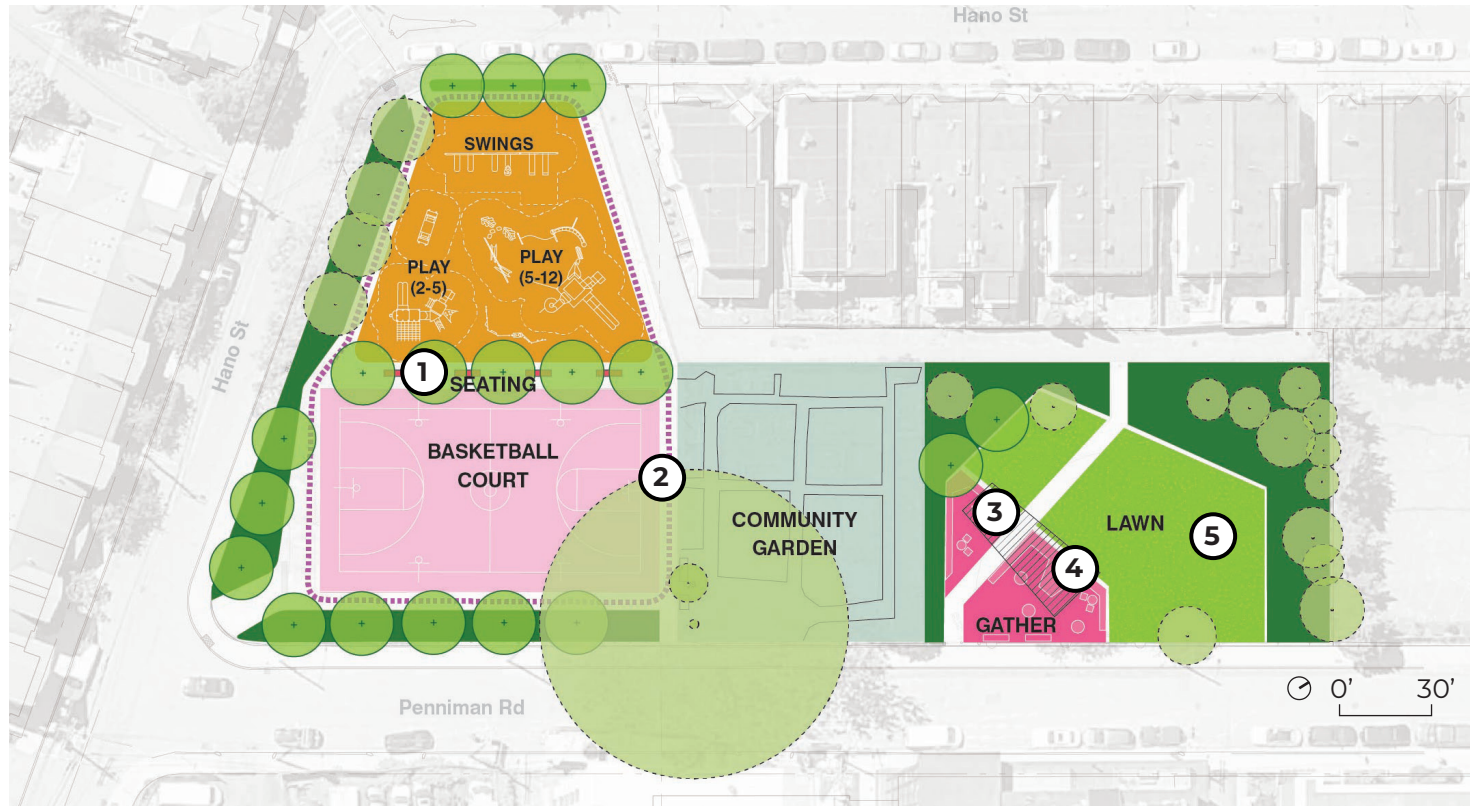 Hano St
SWINGS
PLAY
(2-5)
PLAY
(5-12)
Hano St
1
SEATING
BASKETBALL
COURT
2
COMMUNITY
GARDEN
3
LAWN
5
4
GATHER
0’ 30’
Penniman Rd